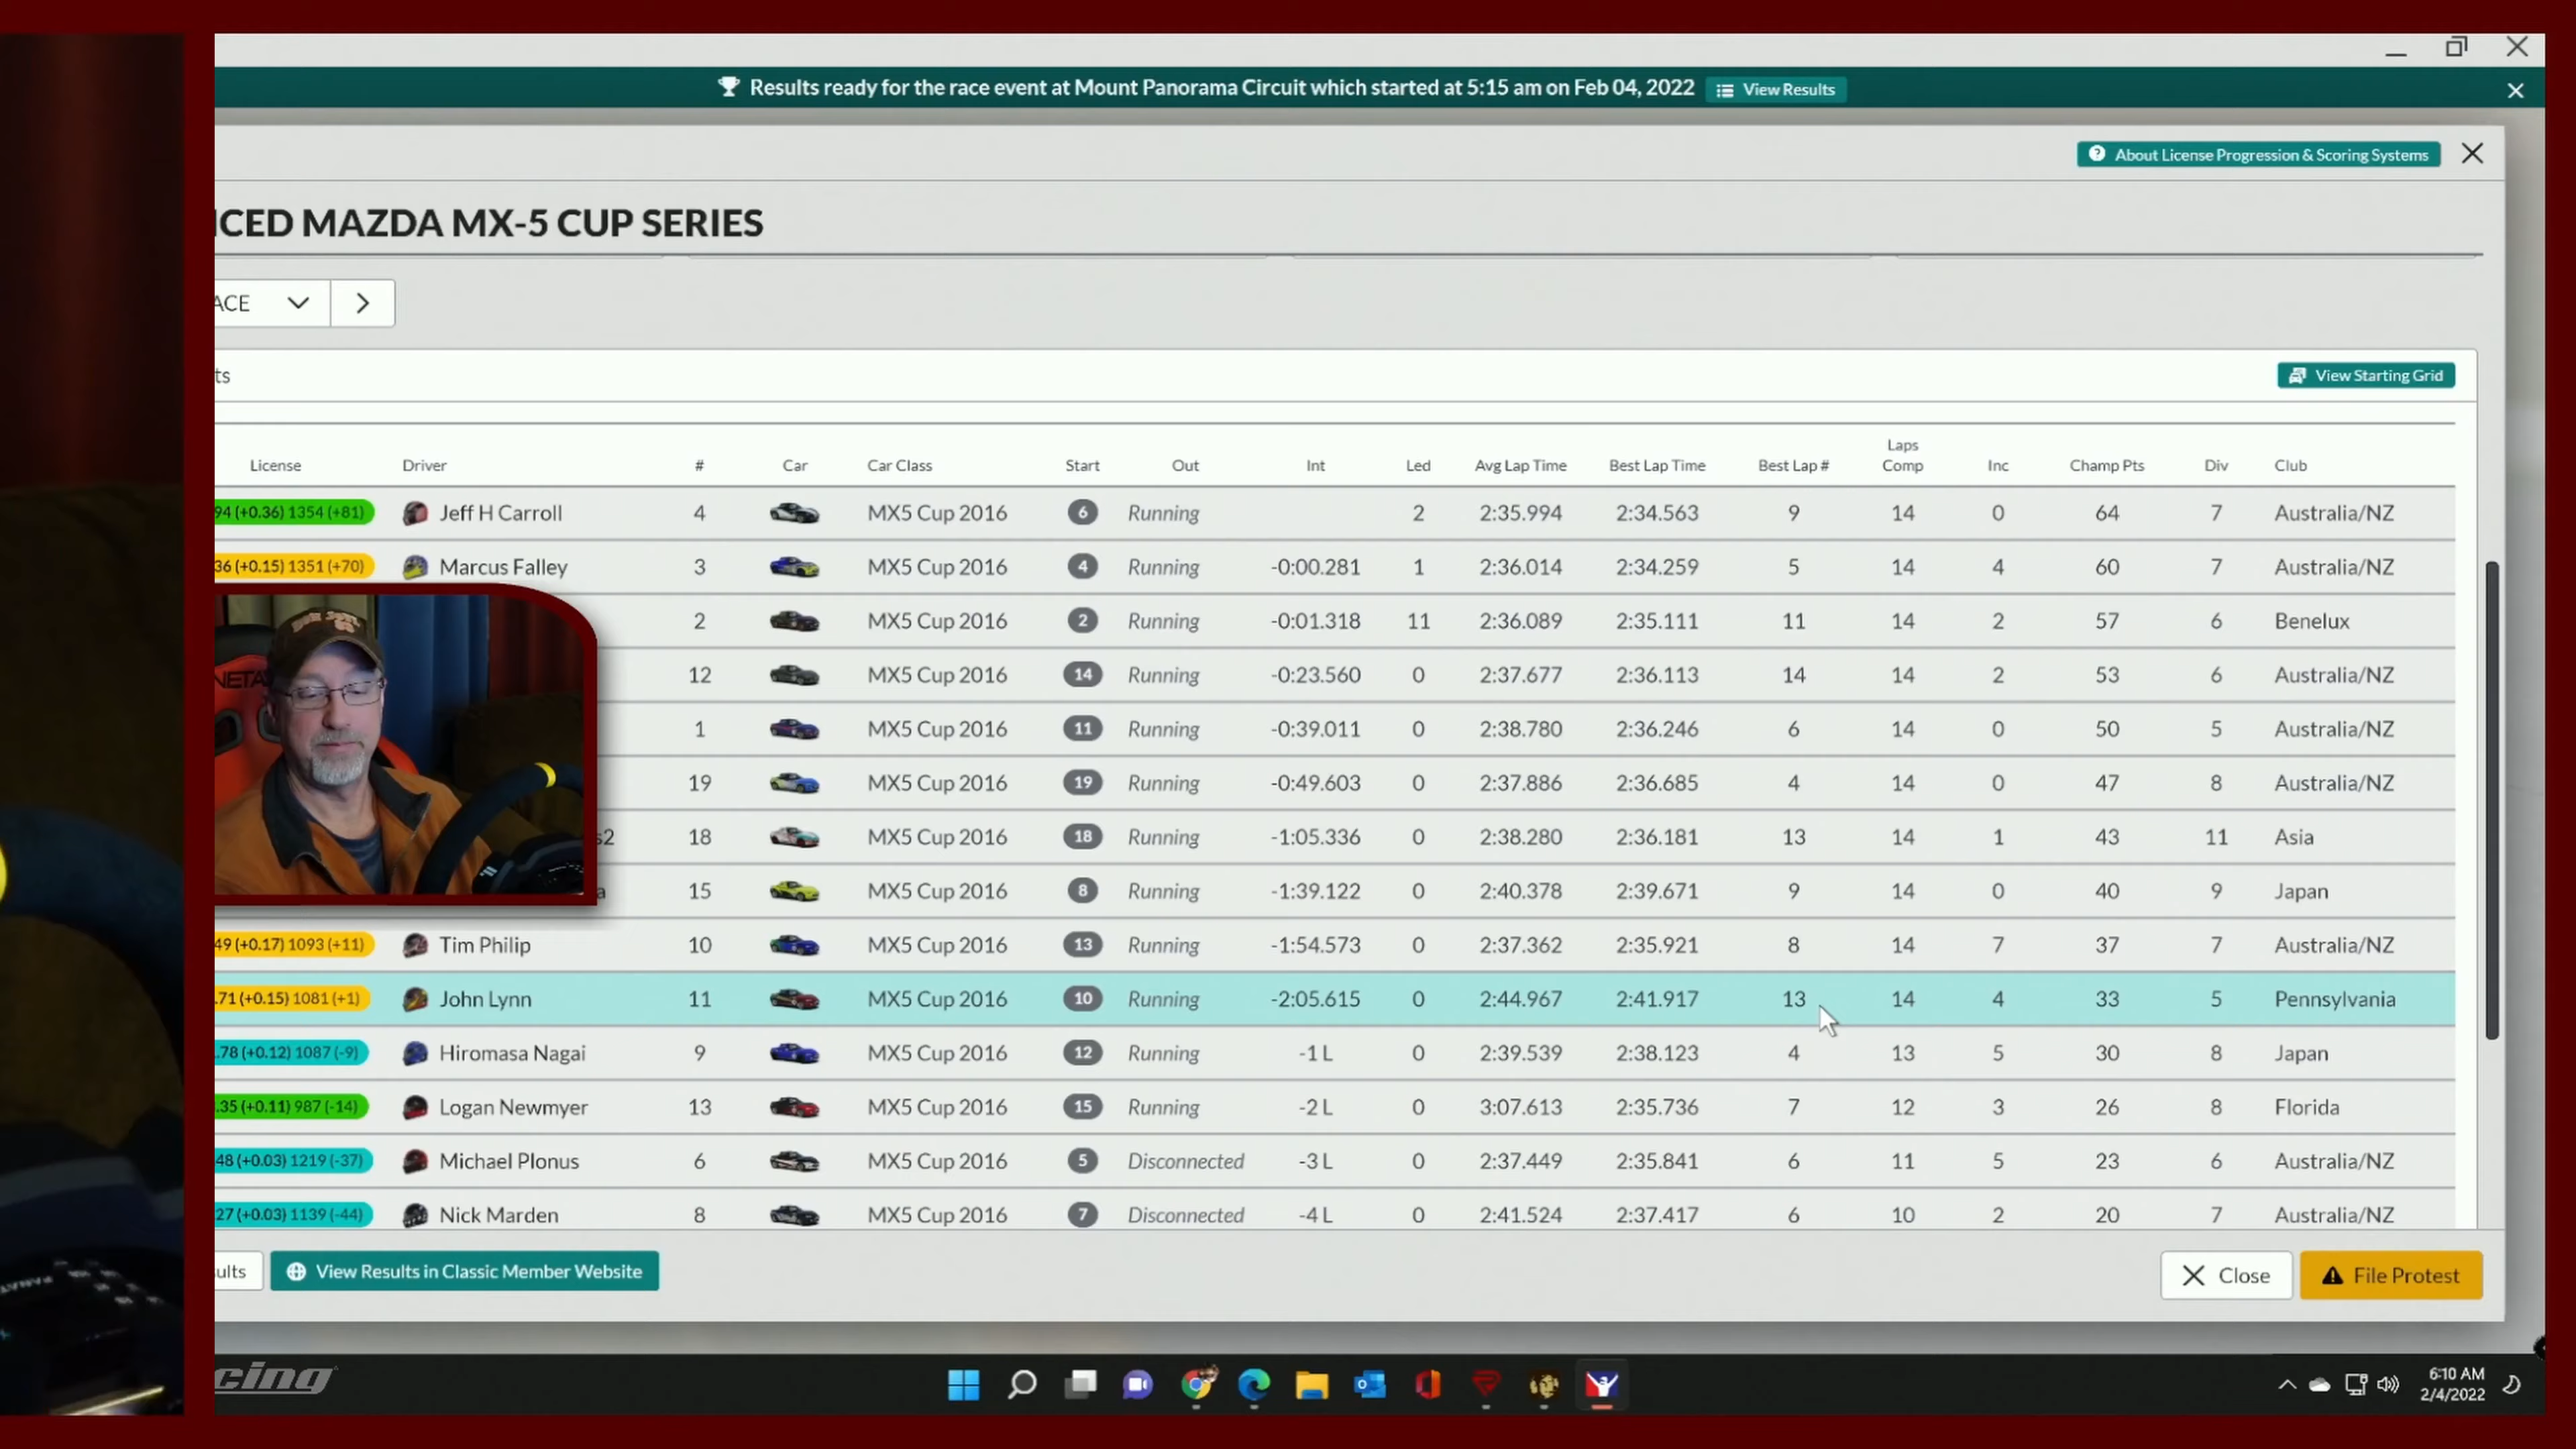 Results ready for the race event at Mount Panorama Circuit which started at 5:15 am on Feb 04, 2022 View Results
About License Progression & Scoring Systems
MAZDA MX-5 CUP SERIES
View Starting Grid
License Driver # Car Car Class Start Out Int Led Avg Lap Time Best Lap Time Best Lap # Laps Comp Inc Champ Pts Div Club
94 (+0.36) 1354 (+81) Jeff H Carroll 4 MX5 Cup 2016 6 Running 2 2:35.994 2:34.563 9 14 0 64 7 Australia/NZ
36 (+0.15) 1351 (+70) Marcus Falley 3 MX5 Cup 2016 4 Running -0:00.281 1 2:36.014 2:34.259 5 14 4 60 7 Australia/NZ
2 MX5 Cup 2016 2 Running -0:01.318 11 2:36.089 2:35.111 11 14 2 57 6 Benelux
12 MX5 Cup 2016 14 Running -0:23.560 0 2:37.677 2:36.113 14 14 2 53 6 Australia/NZ
1 MX5 Cup 2016 11 Running -0:39.011 0 2:38.780 2:36.246 6 14 0 50 5 Australia/NZ
19 MX5 Cup 2016 19 Running -0:49.603 0 2:37.886 2:36.685 4 14 0 47 8 Australia/NZ
s2 18 MX5 Cup 2016 18 Running -1:05.336 0 2:38.280 2:36.181 13 14 1 43 11 Asia
a 15 MX5 Cup 2016 8 Running -1:39.122 0 2:40.378 2:39.671 9 14 0 40 9 Japan
49 (+0.17) 1093 (+11) Tim Philip 10 MX5 Cup 2016 13 Running -1:54.573 0 2:37.362 2:35.921 8 14 7 37 7 Australia/NZ
.71 (+0.15) 1081 (+1) John Lynn 11 MX5 Cup 2016 10 Running -2:05.615 0 2:44.967 2:41.917 13 14 4 33 5 Pennsylvania
.78 (+0.12) 1087 (-9) Hiromasa Nagai 9 MX5 Cup 2016 12 Running -1 L 0 2:39.539 2:38.123 4 13 5 30 8 Japan
.35 (+0.11) 987 (-14) Logan Newmyer 13 MX5 Cup 2016 15 Running -2 L 0 3:07.613 2:35.736 7 12 3 26 8 Florida
48 (+0.03) 1219 (-37) Michael Plonus 6 MX5 Cup 2016 5 Disconnected -3 L 0 2:37.449 2:35.841 6 11 5 23 6 Australia/NZ
27 (+0.03) 1139 (-44) Nick Marden 8 MX5 Cup 2016 7 Disconnected -4 L 0 2:41.524 2:37.417 6 10 2 20 7 Australia/NZ
View Results in Classic Member Website
Close File Protest
6:10 AM
2/4/2022